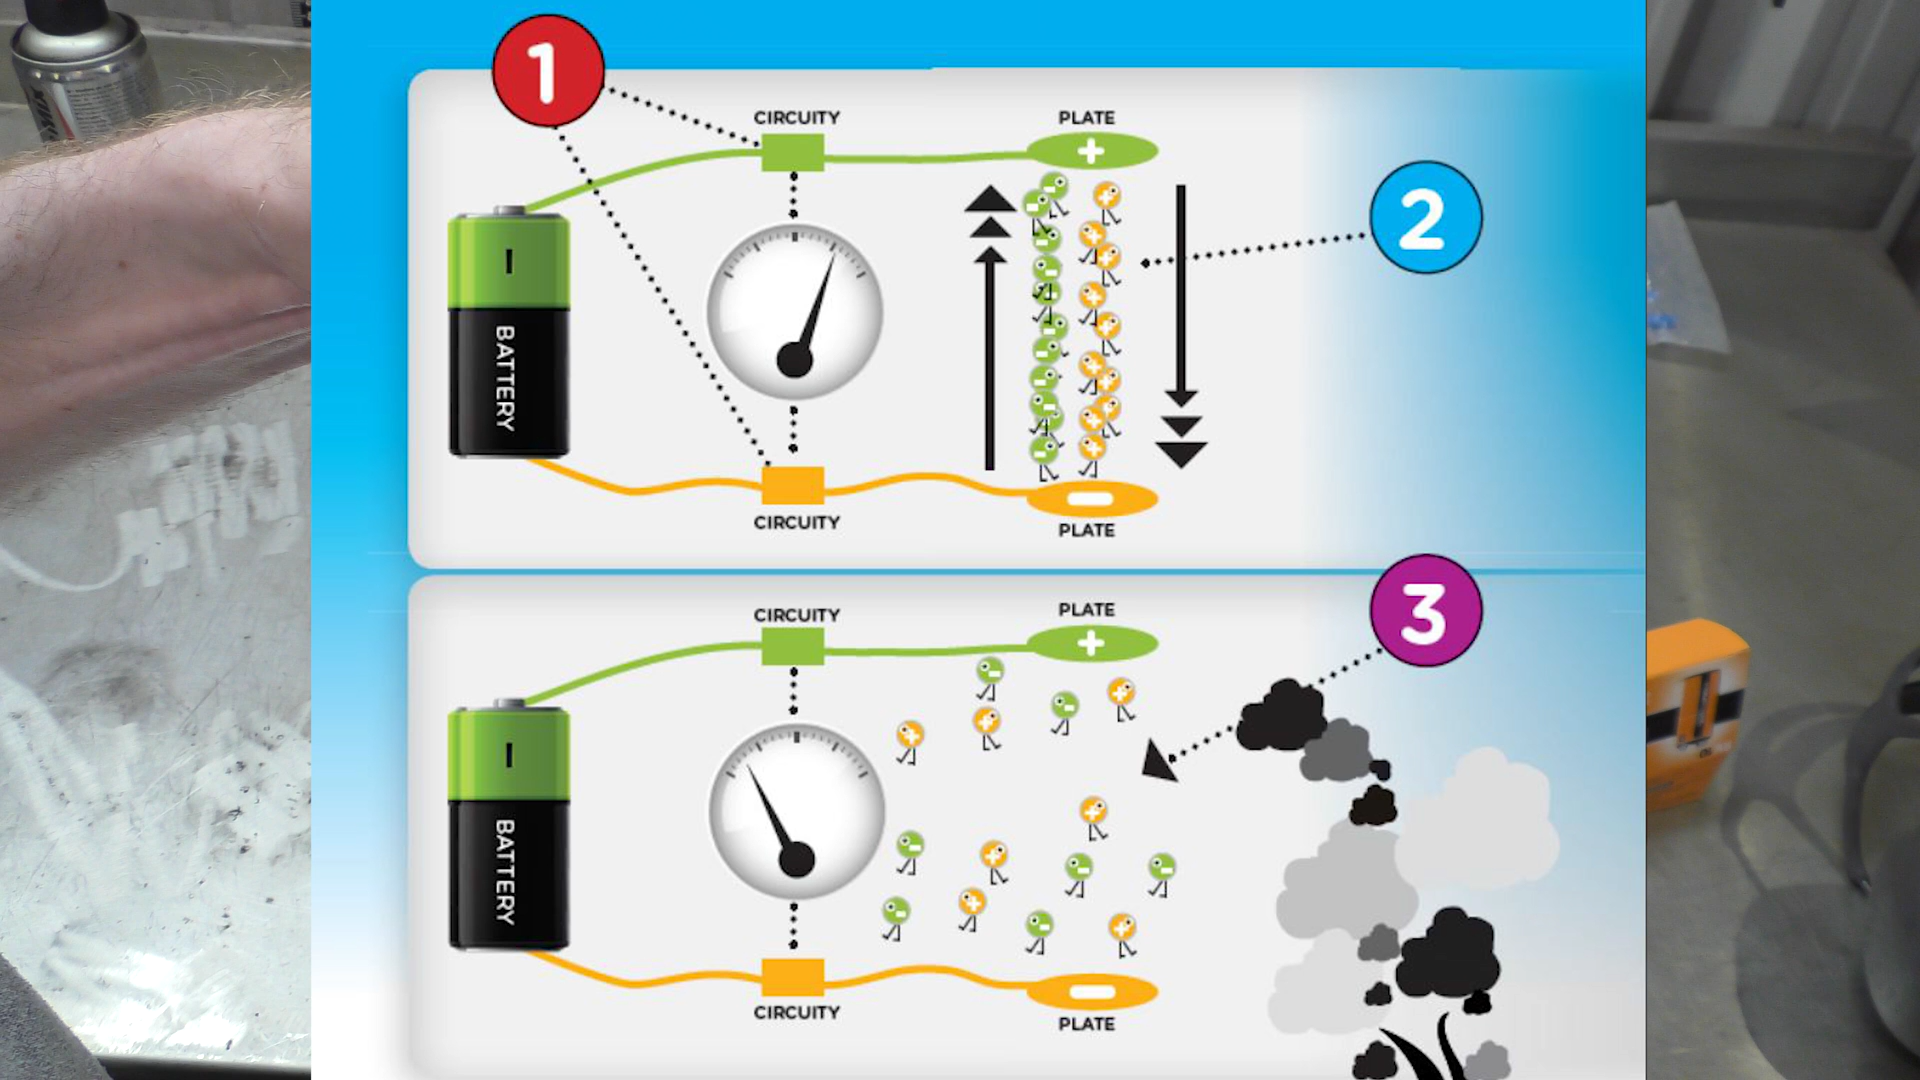 1
CIRCUITY
PLATE
+
2
BATTERY
CIRCUITY
PLATE
3
CIRCUITY
PLATE
+
BATTERY
CIRCUITY
PLATE